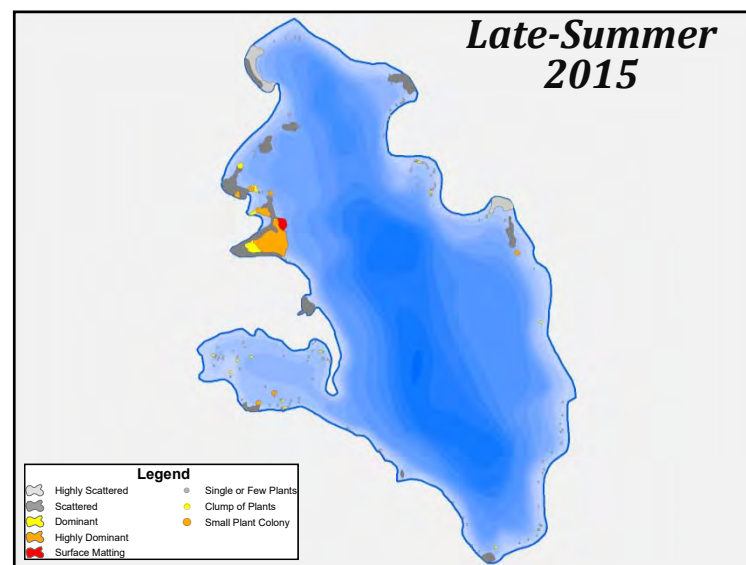 Late-Summer
2015
Legend
Highly Scattered
Scattered
Dominant
Highly Dominant
Surface Matting
Single or Few Plants
Clump of Plants
Small Plant Colony